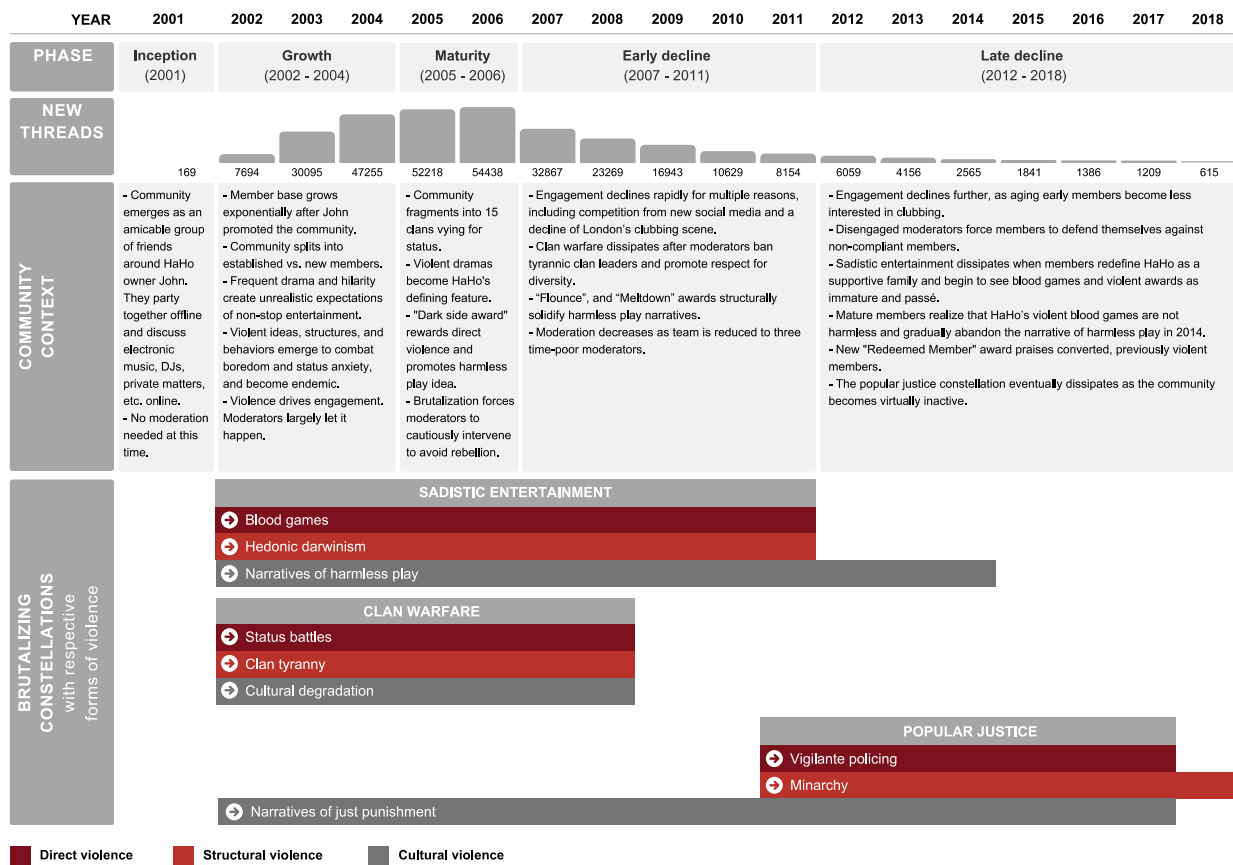 YEAR 2001 2002 2003 2004 2005 2006 2007 2008 2009 2010 2011 2012 2013 2014 2015 2016 2017 2018
PHASE
Inception
(2001)
Growth
(2002 - 2004)
Maturity
(2005 - 2006)
Early decline
(2007 - 2011)
Late decline
(2012 - 2018)
NEW
THREADS
169 7694 30095 47255 52218 54438 32867 23269 16943 10629 8154 6059 4156 2565 1841 1386 1209 615
COMMUNITY
CONTEXT
- Community
emerges as an
amicable group
of friends
around HaHo
owner John.
They party
together offline
and discuss
electronic
music, DJs,
private matters,
etc. online.
- No moderation
needed at this
time.
- Member base grows
exponentially after John
promoted the community.
- Community splits into
established vs. new members.
- Frequent drama and hilarity
create unrealistic expectations
of non-stop entertainment.
- Violent ideas, structures, and
behaviors emerge to combat
boredom and status anxiety,
and become endemic.
- Violence drives engagement.
Moderators largely let it
happen.
- Community
fragments into 15
clans vying for
status.
- Violent dramas
become HaHo's
defining feature.
- "Dark side award"
rewards direct
violence and
promotes harmless
play idea.
- Brutalization forces
moderators to
cautiously intervene
to avoid rebellion.
- Engagement declines rapidly for multiple reasons,
including competition from new social media and a
decline of London's clubbing scene.
- Clan warfare dissipates after moderators ban
tyrannic clan leaders and promote respect for
diversity.
- “Flounce”, and “Meltdown” awards structurally
solidify harmless play narratives.
- Moderation decreases as team is reduced to three
time-poor moderators.
- Engagement declines further, as aging early members become less
interested in clubbing.
- Disengaged moderators force members to defend themselves against
non-compliant members.
- Sadistic entertainment dissipates when members redefine HaHo as a
supportive family and begin to see blood games and violent awards as
immature and passé.
- Mature members realize that HaHo's violent blood games are not
harmless and gradually abandon the narrative of harmless play in 2014.
- New "Redeemed Member" award praises converted, previously violent
members.
- The popular justice constellation eventually dissipates as the community
becomes virtually inactive.
BRUTALIZING
CONSTELLATIONS
with respective
forms of violence
SADISTIC ENTERTAINMENT
Blood games
Hedonic darwinism
Narratives of harmless play
CLAN WARFARE
Status battles
Clan tyranny
Cultural degradation
POPULAR JUSTICE
Vigilante policing
Minarchy
Narratives of just punishment
Direct violence Structural violence Cultural violence